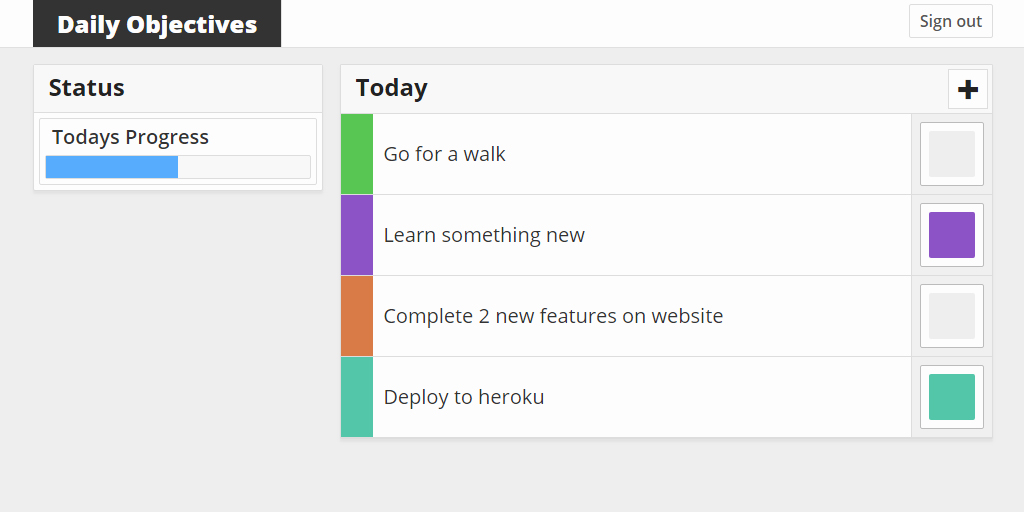 Daily Objectives
Sign out
Status
Todays Progress
Today
Go for a walk
Learn something new
Complete 2 new features on website
Deploy to heroku